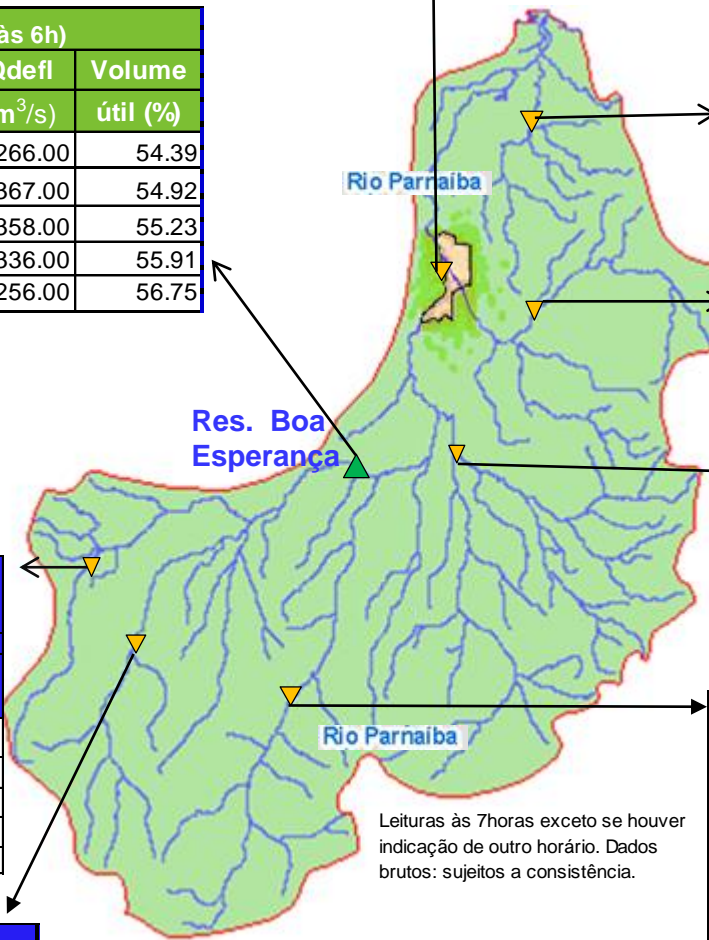 às 6h)
Qdefl Volume
m³/s) útil (%)
266.00 54.39
367.00 54.92
358.00 55.23
336.00 55.91
256.00 56.75
Rio Parnaíba
Res. Boa
Esperança
Rio Parnaíba
Leituras às 7horas exceto se houver
indicação de outro horário. Dados
brutos: sujeitos a consistência.